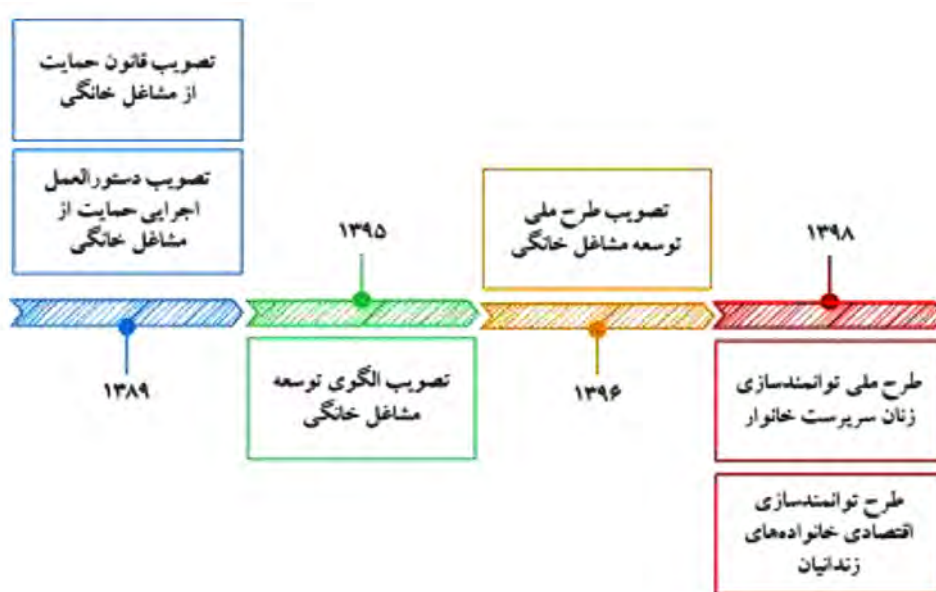 تصویب قانون حمایت
از مشاغل خانگی
تصویب دستورالعمل
اجرایی حمایت از
مشاغل خانگی
۱۳۸۹
۱۳۹۵
تصویب الگوی توسعه
مشاغل خانگی
تصویب طرح ملی
توسعه مشاغل خانگی
۱۳۹۶
۱۳۹۸
طرح ملی توانمندسازی
زنان سرپرست خانوار
طرح توانمندسازی
اقتصادی خانواده‌های
زندانیان